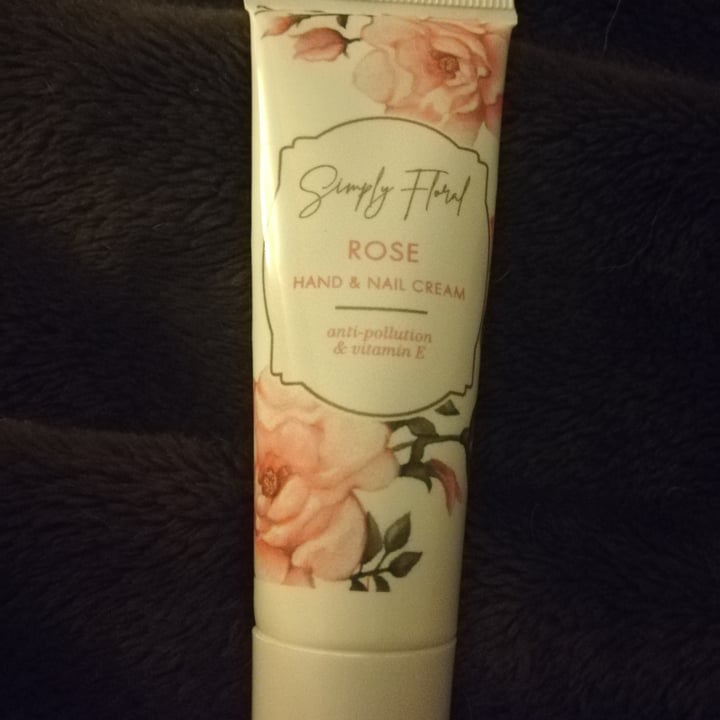 Simply Floral
ROSE
HAND & NAIL CREAM
anti-pollution
& vitamin E